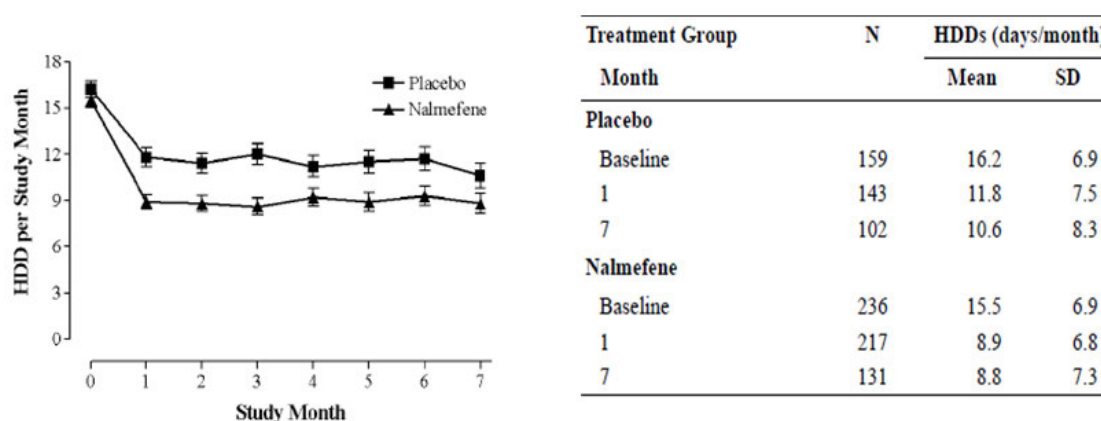 18
15
12
9
6
3
0
HDD per Study Month
Placebo
Nalmefene
0 1 2 3 4 5 6 7
Study Month
Treatment Group N HDDs (days/month)
Month Mean SD
Placebo
Baseline 159 16.2 6.9
1 143 11.8 7.5
7 102 10.6 8.3
Nalmefene
Baseline 236 15.5 6.9
1 217 8.9 6.8
7 131 8.8 7.3